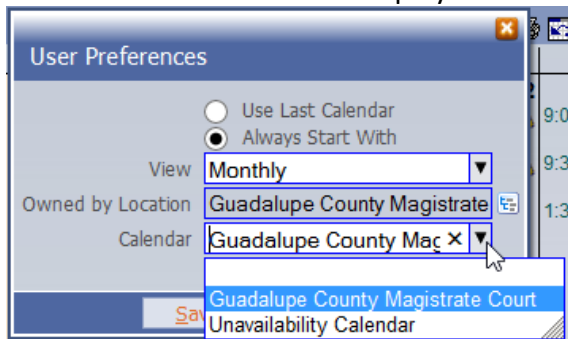 User Preferences
Use Last Calendar
Always Start With
View Monthly
Owned by Location Guadalupe County Magistrate
Calendar Guadalupe County Mag
Guadalupe County Magistrate Court
Unavailability Calendar
Sav
9:0
9:3
1:3